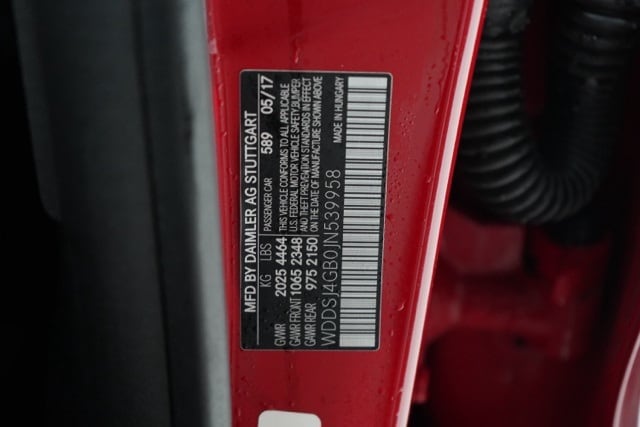 MFD BY DAIMLER AG STUTTGART
KG LBS PASSENGER CAR 589 05/17
GVWR 2025 4464 THIS VEHICLE CONFORMS TO ALL APPLICABLE
GAWR FRONT 1065 2348 U.S. FEDERAL MOTOR VEHICLE SAFETY, BUMPER
GAWR REAR 975 2150 AND THEFT PREVENTION STANDARDS IN EFFECT
ON THE DATE OF MANUFACTURE SHOWN ABOVE
WDDSJ4GB0JN539958 MADE IN HUNGARY